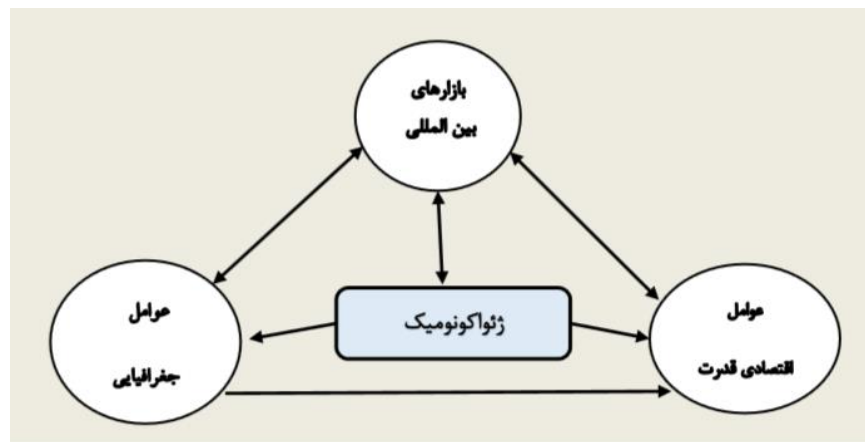 بازارهای
بین المللی
ژئواکونومیک
عوامل
اقتصادی قدرت
عوامل
جغرافیایی